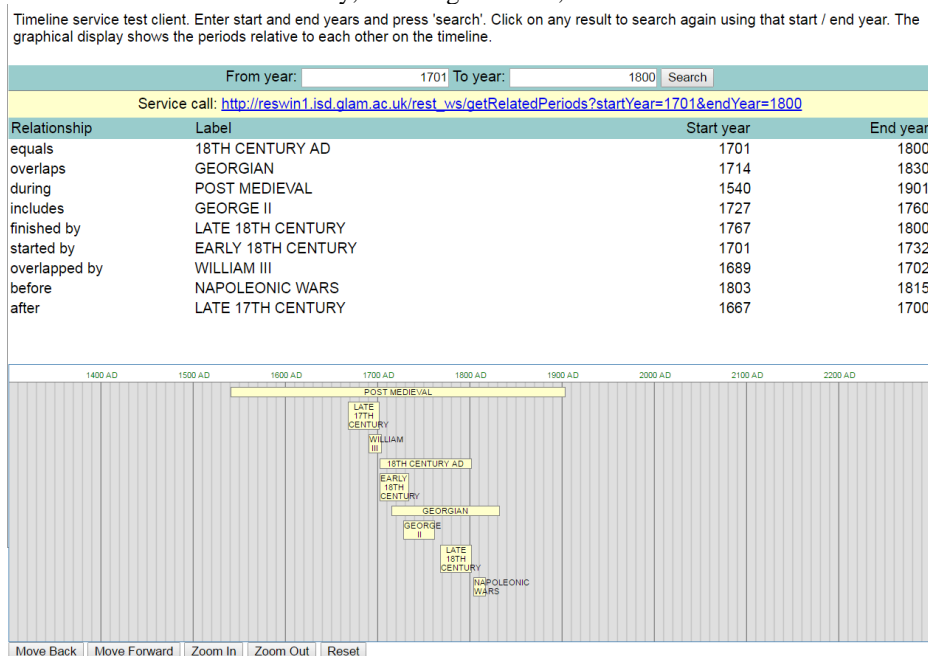 Timeline service test client. Enter start and end years and press 'search'. Click on any result to search again using that start / end year. The
graphical display shows the periods relative to each other on the timeline.
From year: 1701 To year: 1800 Search
Service call: http://reswin1.isd.glam.ac.uk/rest_ws/getRelatedPeriods?startYear=1701&endYear=1800
Relationship Label Start year End year
equals 18TH CENTURY AD 1701 1800
overlaps GEORGIAN 1714 1830
during POST MEDIEVAL 1540 1901
includes GEORGE II 1727 1760
finished by LATE 18TH CENTURY 1767 1800
started by EARLY 18TH CENTURY 1701 1732
overlapped by WILLIAM III 1689 1702
before NAPOLEONIC WARS 1803 1815
after LATE 17TH CENTURY 1667 1700
1400 AD 1500 AD 1600 AD 1700 AD 1800 AD 1900 AD 2000 AD 2100 AD 2200 AD
POST MEDIEVAL
LATE
17TH
CENTURY
WILLIAM
III
18TH CENTURY AD
EARLY
18TH
CENTURY
GEORGIAN
GEORGE
II
LATE
18TH
CENTURY
NAPOLEONIC
WARS
Move Back Move Forward Zoom In Zoom Out Reset